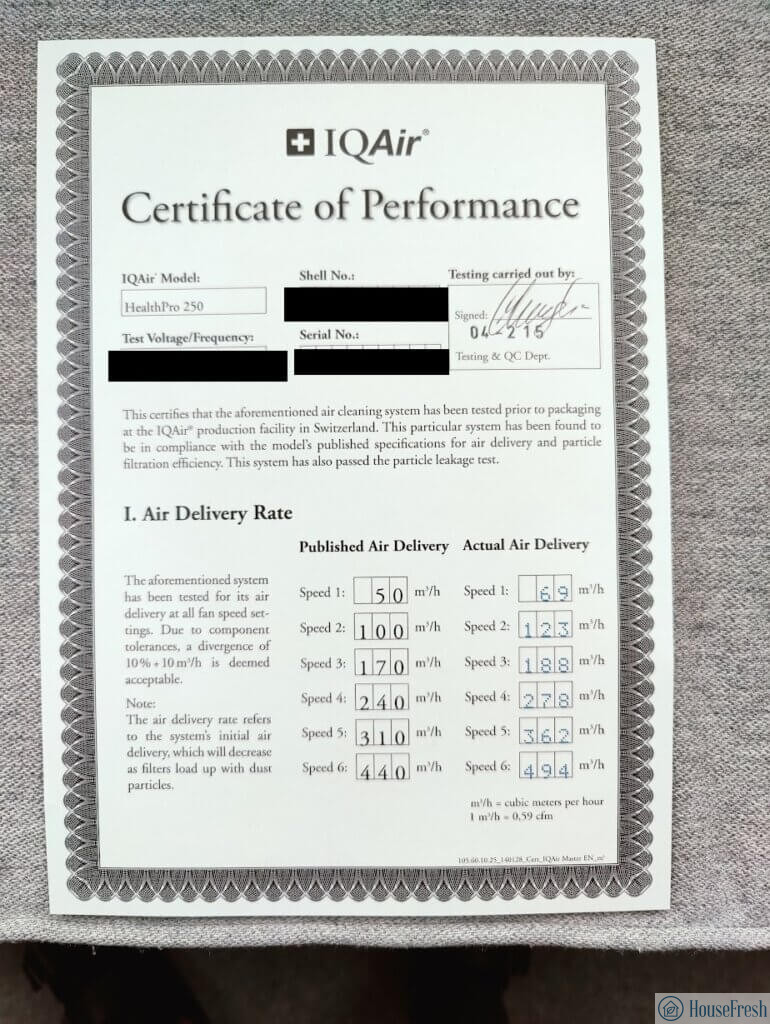 IQAir®
Certificate of Performance
IQAir® Model:
HealthPro 250
Shell No.:
Testing carried out by:
Signed:
04 2 15
Testing & QC Dept.
Test Voltage/Frequency:
Serial No.:
This certifies that the aforementioned air cleaning system has been tested prior to packaging
at the IQAir® production facility in Switzerland. This particular system has been found to
be in compliance with the model's published specifications for air delivery and particle
filtration efficiency. This system has also passed the particle leakage test.
I. Air Delivery Rate
The aforementioned system
has been tested for its air
delivery at all fan speed set-
tings. Due to component
tolerances, a divergence of
10% + 10 m³/h is deemed
acceptable.
Note:
The air delivery rate refers
to the system's initial air
delivery, which will decrease
as filters load up with dust
particles.
Published Air Delivery Actual Air Delivery
Speed 1: 50 m³/h Speed 1: 69 m³/h
Speed 2: 100 m³/h Speed 2: 123 m³/h
Speed 3: 170 m³/h Speed 3: 188 m³/h
Speed 4: 240 m³/h Speed 4: 278 m³/h
Speed 5: 310 m³/h Speed 5: 362 m³/h
Speed 6: 440 m³/h Speed 6: 494 m³/h
m³/h = cubic meters per hour
1 m³/h = 0,59 cfm
105.60.10.25_140128_Cert_IQAir Master EN_m³
HouseFresh